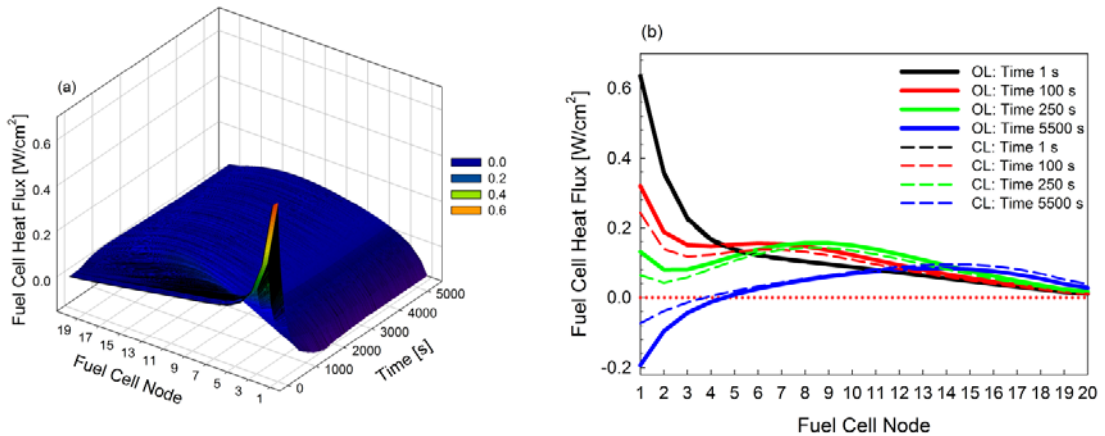 (a)
Fuel Cell Heat Flux [W/cm²]
0.6
0.4
0.2
0.0
19
17
15
13
11
9
7
5
3
1
Fuel Cell Node
0
1000
2000
3000
4000
5000
Time [s]
0.0
0.2
0.4
0.6
(b)
Fuel Cell Heat Flux [W/cm²]
0.6
0.4
0.2
0.0
-0.2
OL: Time 1 s
OL: Time 100 s
OL: Time 250 s
OL: Time 5500 s
CL: Time 1 s
CL: Time 100 s
CL: Time 250 s
CL: Time 5500 s
1 2 3 4 5 6 7 8 9 10 11 12 13 14 15 16 17 18 19 20
Fuel Cell Node